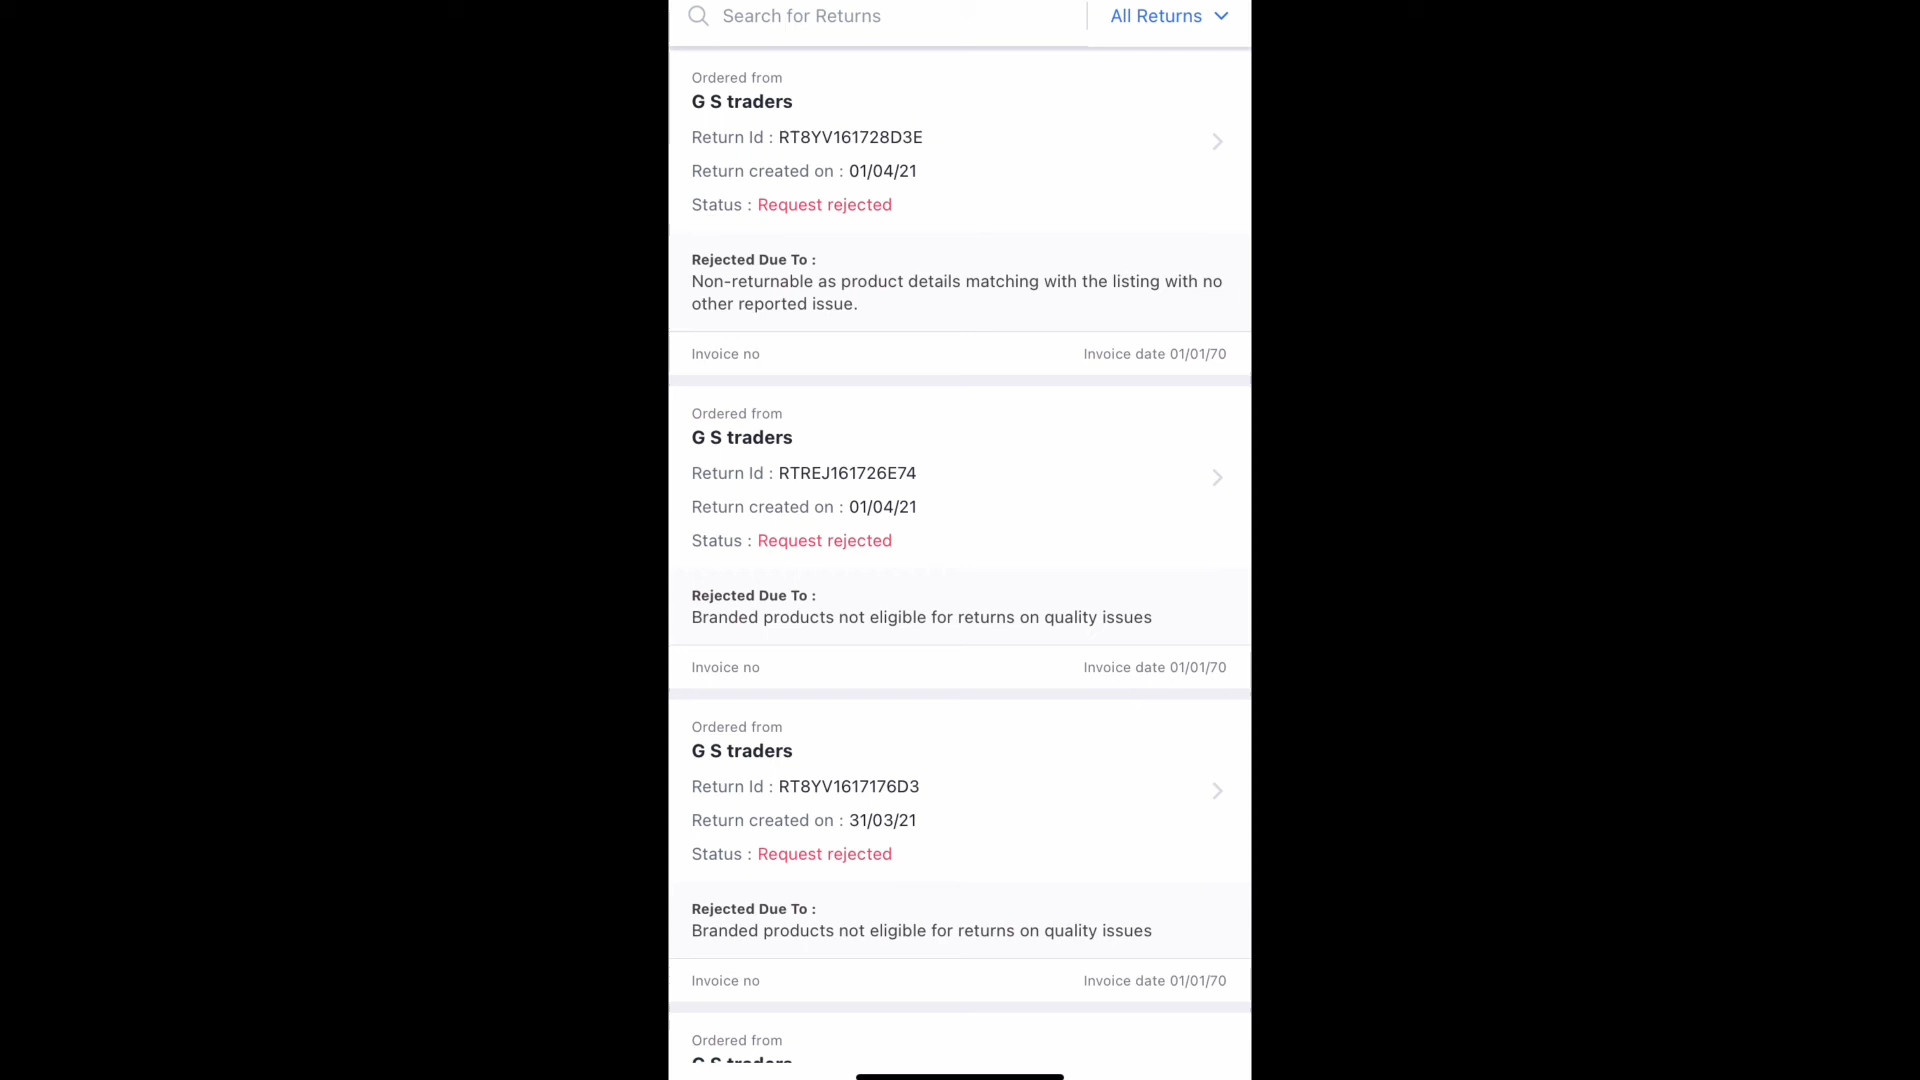 Search for Returns
All Returns
Ordered from
G S traders
Return Id : RT8YV161728D3E
Return created on : 01/04/21
Status : Request rejected
Rejected Due To :
Non-returnable as product details matching with the listing with no
other reported issue.
Invoice no
Invoice date 01/01/70
Ordered from
G S traders
Return Id : RTREJ161726E74
Return created on : 01/04/21
Status : Request rejected
Rejected Due To :
Branded products not eligible for returns on quality issues
Invoice no
Invoice date 01/01/70
Ordered from
G S traders
Return Id : RT8YV1617176D3
Return created on : 31/03/21
Status : Request rejected
Rejected Due To :
Branded products not eligible for returns on quality issues
Invoice no
Invoice date 01/01/70
Ordered from
G S traders